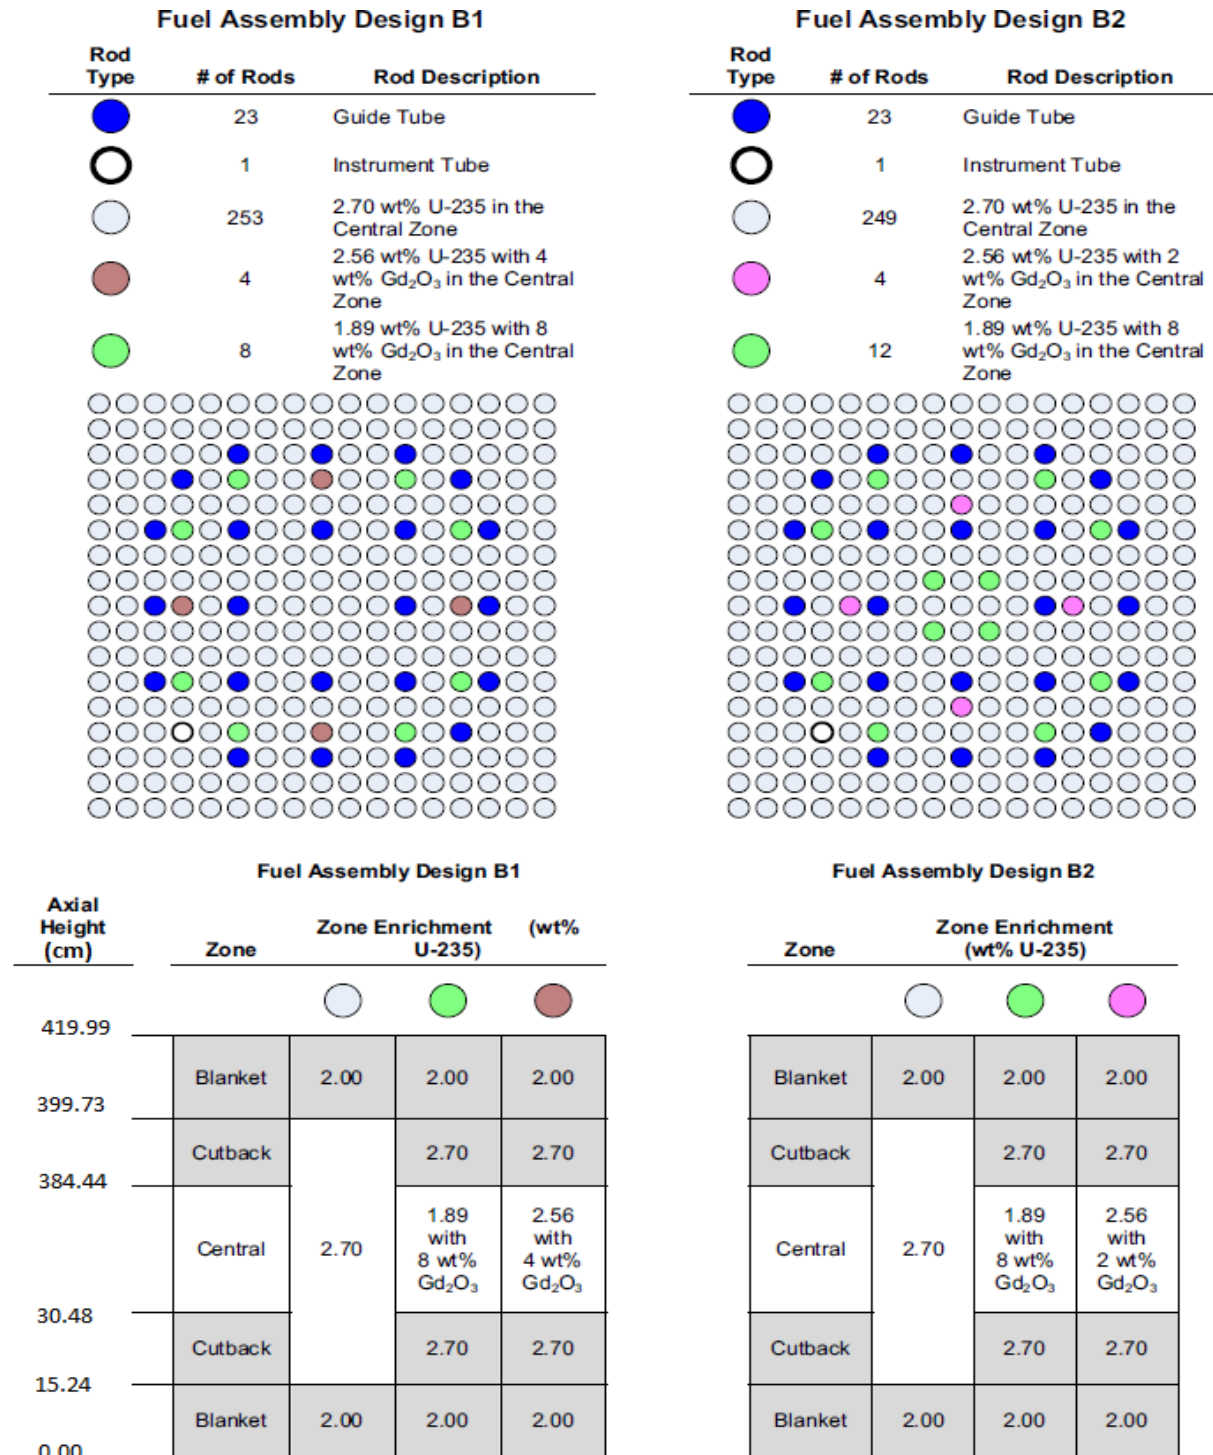 Fuel Assembly Design B1
Rod
Type
# of Rods
Rod Description
23
Guide Tube
1
Instrument Tube
253
2.70 wt% U-235 in the
Central Zone
4
2.56 wt% U-235 with 4
wt% Gd₂O₃ in the Central
Zone
8
1.89 wt% U-235 with 8
wt% Gd₂O₃ in the Central
Zone
Fuel Assembly Design B2
Rod
Type
# of Rods
Rod Description
23
Guide Tube
1
Instrument Tube
249
2.70 wt% U-235 in the
Central Zone
4
2.56 wt% U-235 with 2
wt% Gd₂O₃ in the Central
Zone
12
1.89 wt% U-235 with 8
wt% Gd₂O₃ in the Central
Zone
Fuel Assembly Design B1
Axial
Height
(cm)
Zone
Zone Enrichment (wt%
U-235)
419.99
Blanket 2.00 2.00 2.00
399.73
Cutback 2.70 2.70
384.44
Central 2.70
1.89
with
8 wt%
Gd₂O₃
2.56
with
4 wt%
Gd₂O₃
30.48
Cutback 2.70 2.70
15.24
Blanket 2.00 2.00 2.00
0.00
Fuel Assembly Design B2
Zone
Zone Enrichment
(wt% U-235)
Blanket 2.00 2.00 2.00
Cutback 2.70 2.70
Central 2.70
1.89
with
8 wt%
Gd₂O₃
2.56
with
2 wt%
Gd₂O₃
Cutback 2.70 2.70
Blanket 2.00 2.00 2.00